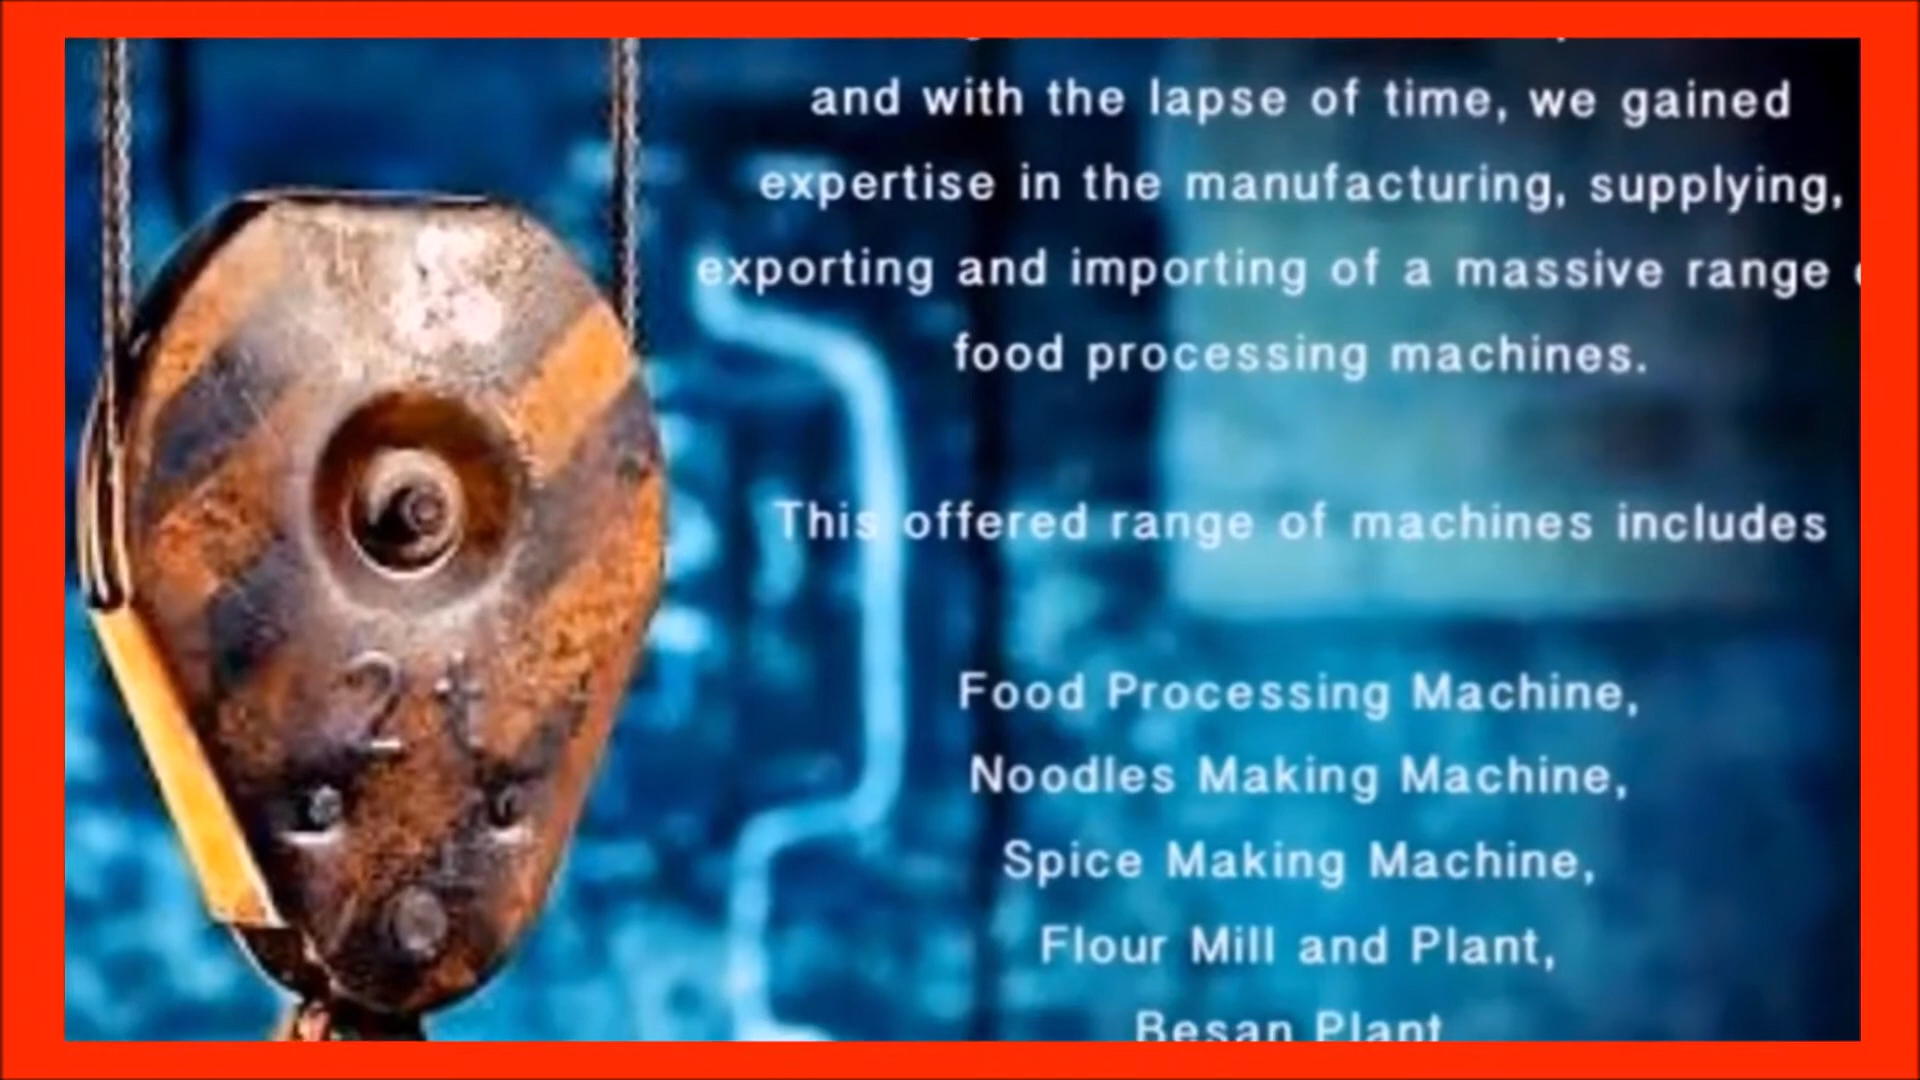 and with the lapse of time, we gained
expertise in the manufacturing, supplying,
exporting and importing of a massive range
food processing machines.
This offered range of machines includes
Food Processing Machine,
Noodles Making Machine,
Spice Making Machine,
Flour Mill and Plant,
Besan Plant
2 t